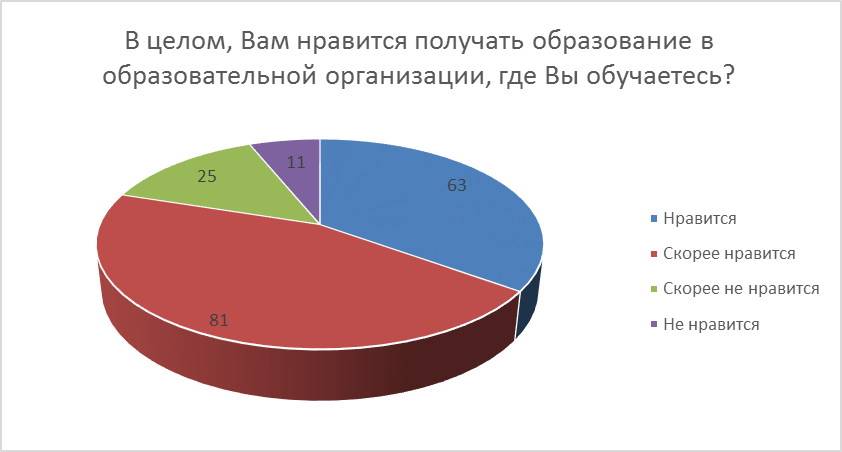 В целом, Вам нравится получать образование в
образовательной организации, где Вы обучаетесь?
11
25
63
81
Нравится
Скорее нравится
Скорее не нравится
Не нравится